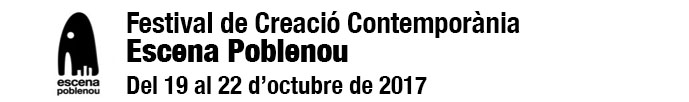 Festival de Creació Contemporània
Escena Poblenou
Del 19 al 22 d'octubre de 2017
escena
poblenou